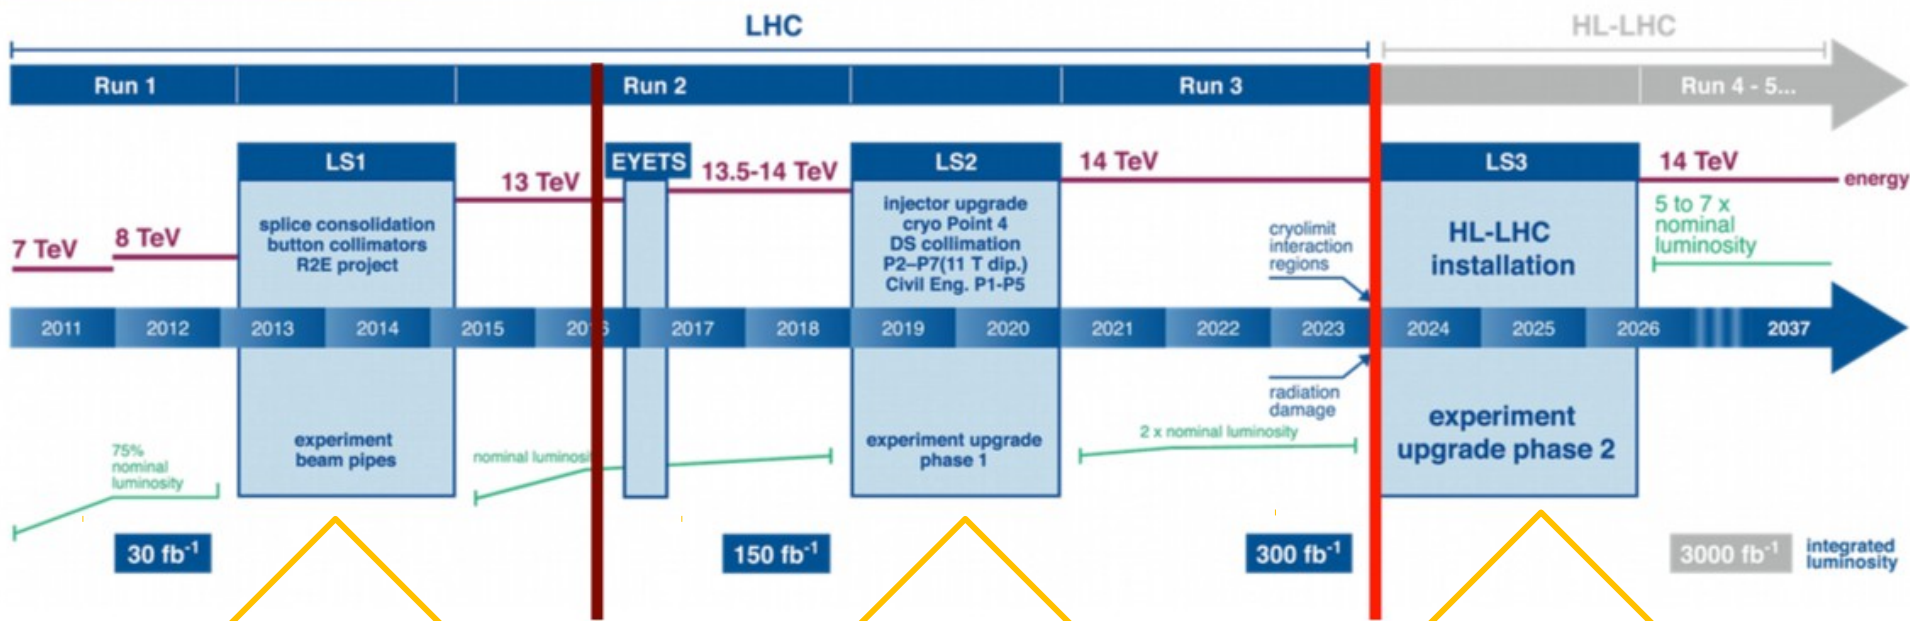 LHC
HL-LHC
Run 1
Run 2
Run 3
Run 4 - 5...
LS1
EYETS
LS2
LS3
7 TeV
8 TeV
13 TeV
13.5-14 TeV
14 TeV
14 TeV
energy
splice consolidation
button collimators
R2E project
injector upgrade
cryo Point 4
DS collimation
P2–P7(11 T dip.)
Civil Eng. P1-P5
cryolimit
interaction
regions
HL-LHC
installation
5 to 7 x
nominal
luminosity
2011
2012
2013
2014
2015
2016
2017
2018
2019
2020
2021
2022
2023
2024
2025
2026
2037
75%
nominal
luminosity
experiment
beam pipes
nominal luminosi
experiment upgrade
phase 1
2 x nominal luminosity
radiation
damage
experiment
upgrade phase 2
30 fb⁻¹
150 fb⁻¹
300 fb⁻¹
3000 fb⁻¹
integrated
luminosity